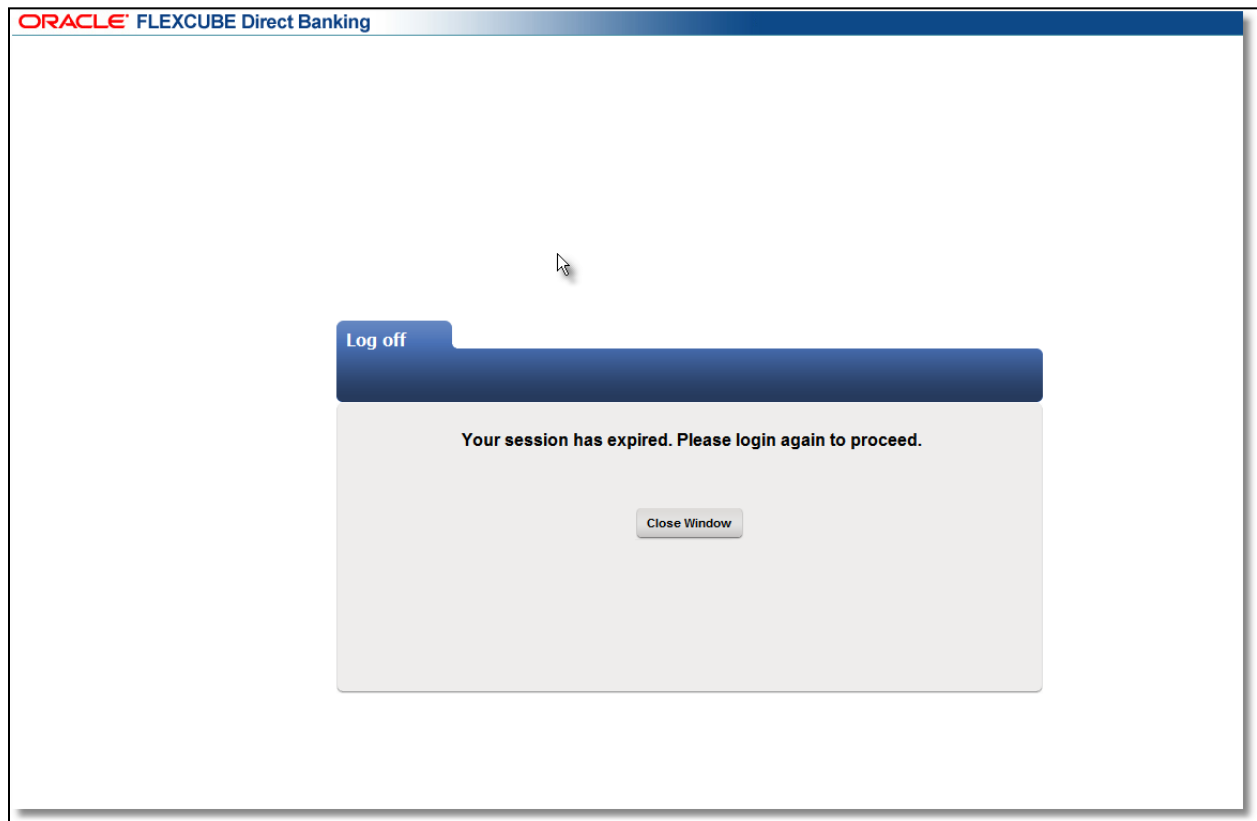 ORACLE FLEXCUBE Direct Banking
Log off
Your session has expired. Please login again to proceed.
Close Window